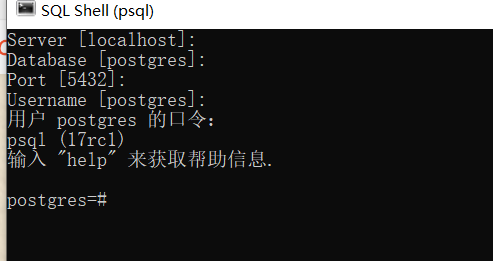 SQL Shell (psql)
Server [localhost]:
Database [postgres]:
Port [5432]:
Username [postgres]:
用户 postgres 的口令：
psql (17rc1)
输入 "help" 来获取帮助信息.
postgres=#